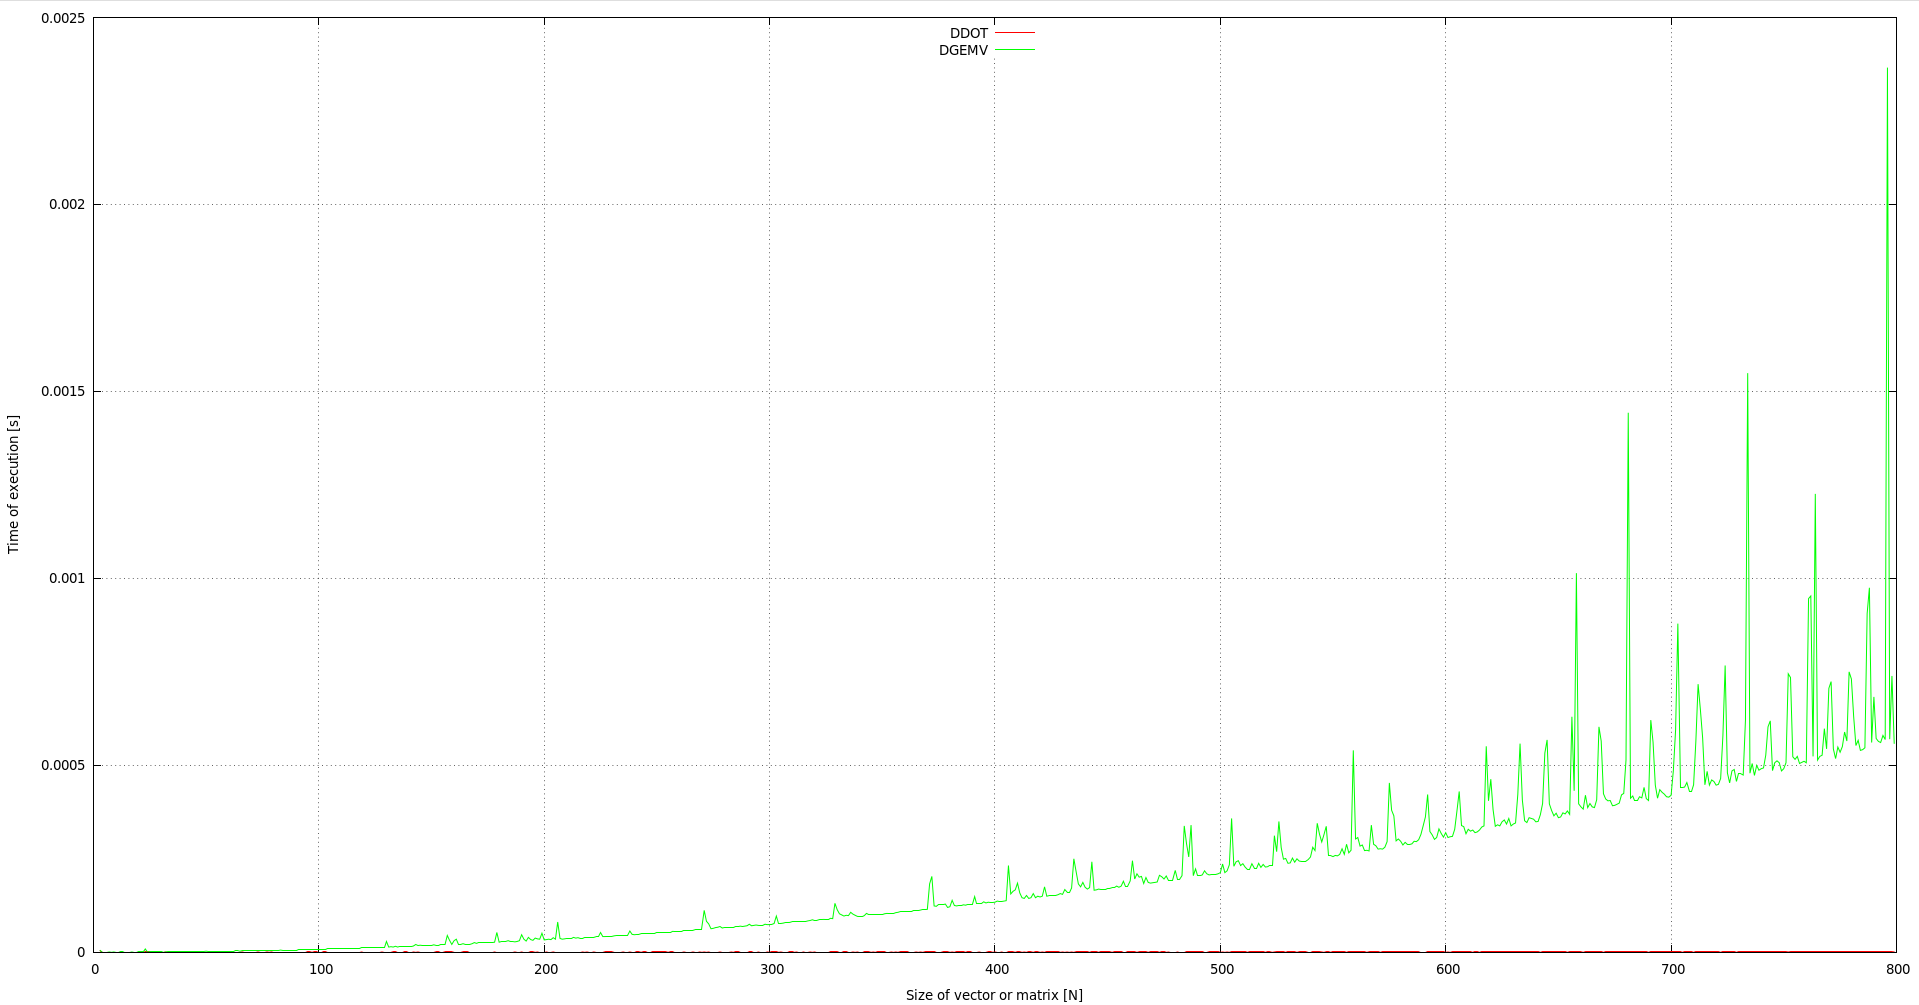 DDOT
DGEMV
0.0025
0.002
0.0015
0.001
0.0005
0
0 100 200 300 400 500 600 700 800
Time of execution [s]
Size of vector or matrix [N]